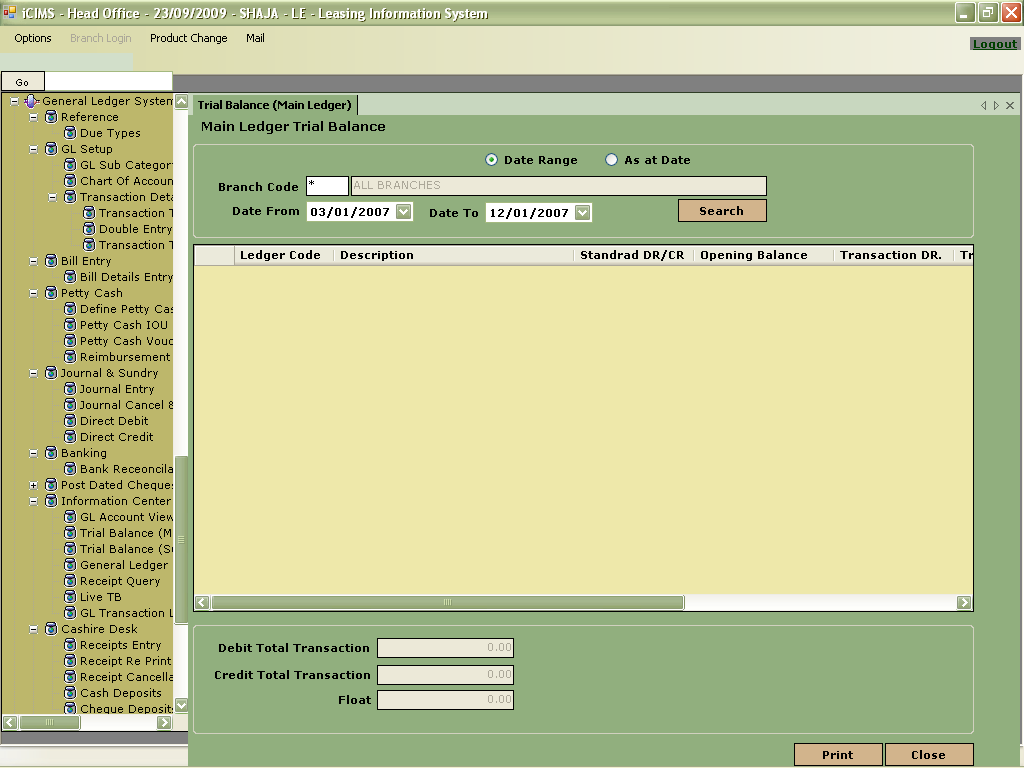 iCIMS - Head Office - 23/09/2009 - SHAJA - LE - Leasing Information System
Options Branch Login Product Change Mail
Logout
Go
General Ledger System
Reference
Due Types
GL Setup
GL Sub Categor
Chart Of Accoun
Transaction Deta
Transaction T
Double Entry
Transaction T
Bill Entry
Bill Details Entry
Petty Cash
Define Petty Cas
Petty Cash IOU
Petty Cash Vouc
Reimbursement
Journal & Sundry
Journal Entry
Journal Cancel &
Direct Debit
Direct Credit
Banking
Bank Receoncila
Post Dated Cheque
Information Center
GL Account View
Trial Balance (M
Trial Balance (S
General Ledger
Receipt Query
Live TB
GL Transaction L
Cashire Desk
Receipts Entry
Receipt Re Print
Receipt Cancella
Cash Deposits
Cheque Deposit
Trial Balance (Main Ledger)
Main Ledger Trial Balance
Date Range As at Date
Branch Code * ALL BRANCHES
Date From 03/01/2007 Date To 12/01/2007 Search
Ledger Code Description Standrad DR/CR Opening Balance Transaction DR. Tr
Debit Total Transaction 0.00
Credit Total Transaction 0.00
Float 0.00
Print Close